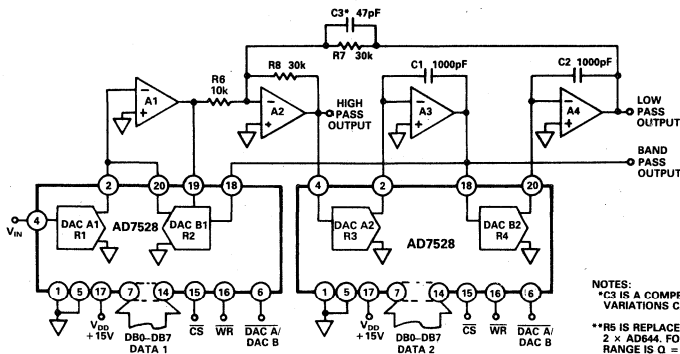 C3* 47pF
R7 30k
R8 30k
C1 1000pF
C2 1000pF
R6
10k
A1
A2
A3
A4
HIGH
PASS
OUTPUT
LOW
PASS
OUTPUT
BAND
PASS
OUTPUT
2
20
19
18
4
2
18
20
4
VIN
DAC A1
R1
DAC B1
R2
AD7528
DAC A2
R3
DAC B2
R4
AD7528
1
5
17
7
14
15
16
6
1
5
17
7
14
15
16
6
VDD
+15V
DB0–DB7
DATA 1
CS
WR
DAC A/
DAC B
VDD
+15V
DB0–DB7
DATA 2
CS
WR
DAC A/
DAC B
NOTES:
*C3 IS A
VARIATIONS C
**R5 IS REPLACE
2 × AD644. FO
RANGE IS Q =